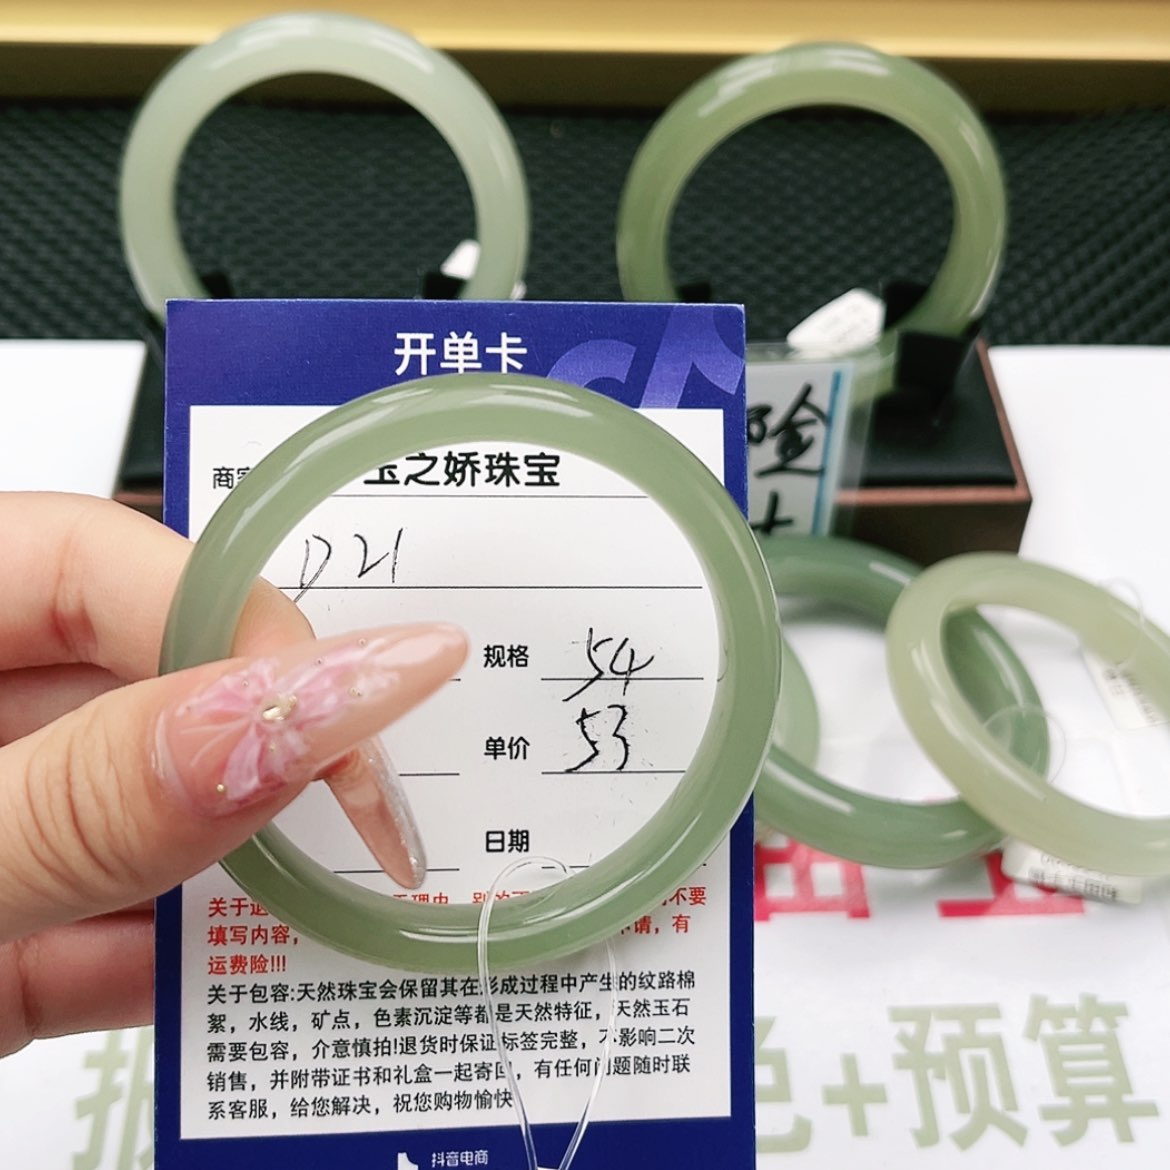 开单卡
商家
玉之娇珠宝
D21
规格 54
单价 53
日期
关于退 无理由,
不要
填写内容,
请,有
运费险!!!
关于包容:天然珠宝会保留其在形成过程中产生的纹路棉
絮,水线,矿点,色素沉淀等都是天然特征,天然玉石
需要包容,介意慎拍!退货时保证标签完整,不影响二次
销售,并附带证书和礼盒一起寄回,有任何问题随时联
系客服,给您解决,祝您购物愉快
抖音电商
险
色+预算